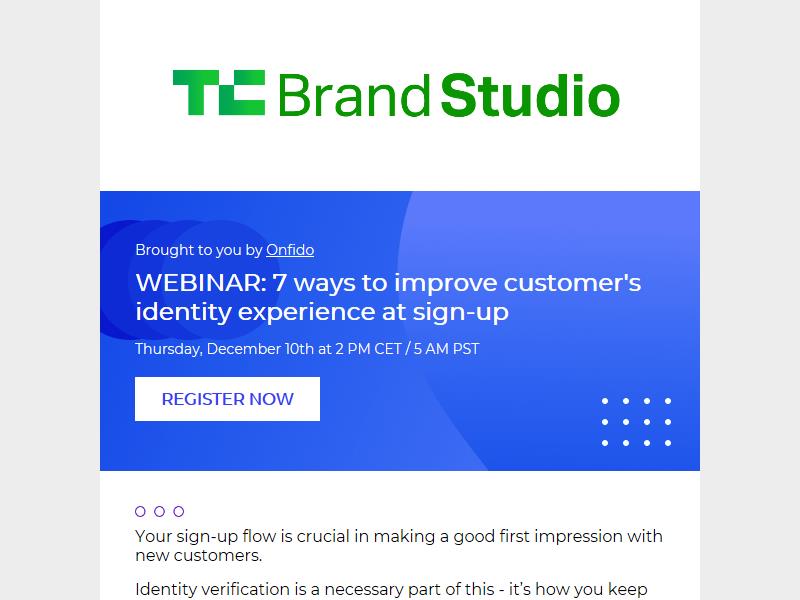 TC Brand Studio
Brought to you by Onfido
WEBINAR: 7 ways to improve customer's
identity experience at sign-up
Thursday, December 10th at 2 PM CET / 5 AM PST
REGISTER NOW
Your sign-up flow is crucial in making a good first impression with
new customers.
Identity verification is a necessary part of this - it’s how you keep